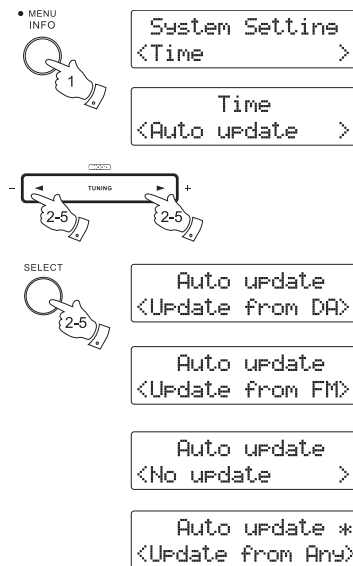 ● MENU
INFO
System Setting
<Time >
1
Time
<Auto update >
– ◄ TUNING ► +
2-5 2-5
SELECT
2-5
Auto update
<Update from DA>
Auto update
<Update from FM>
Auto update
<No update >
Auto update *
<Update from Any>